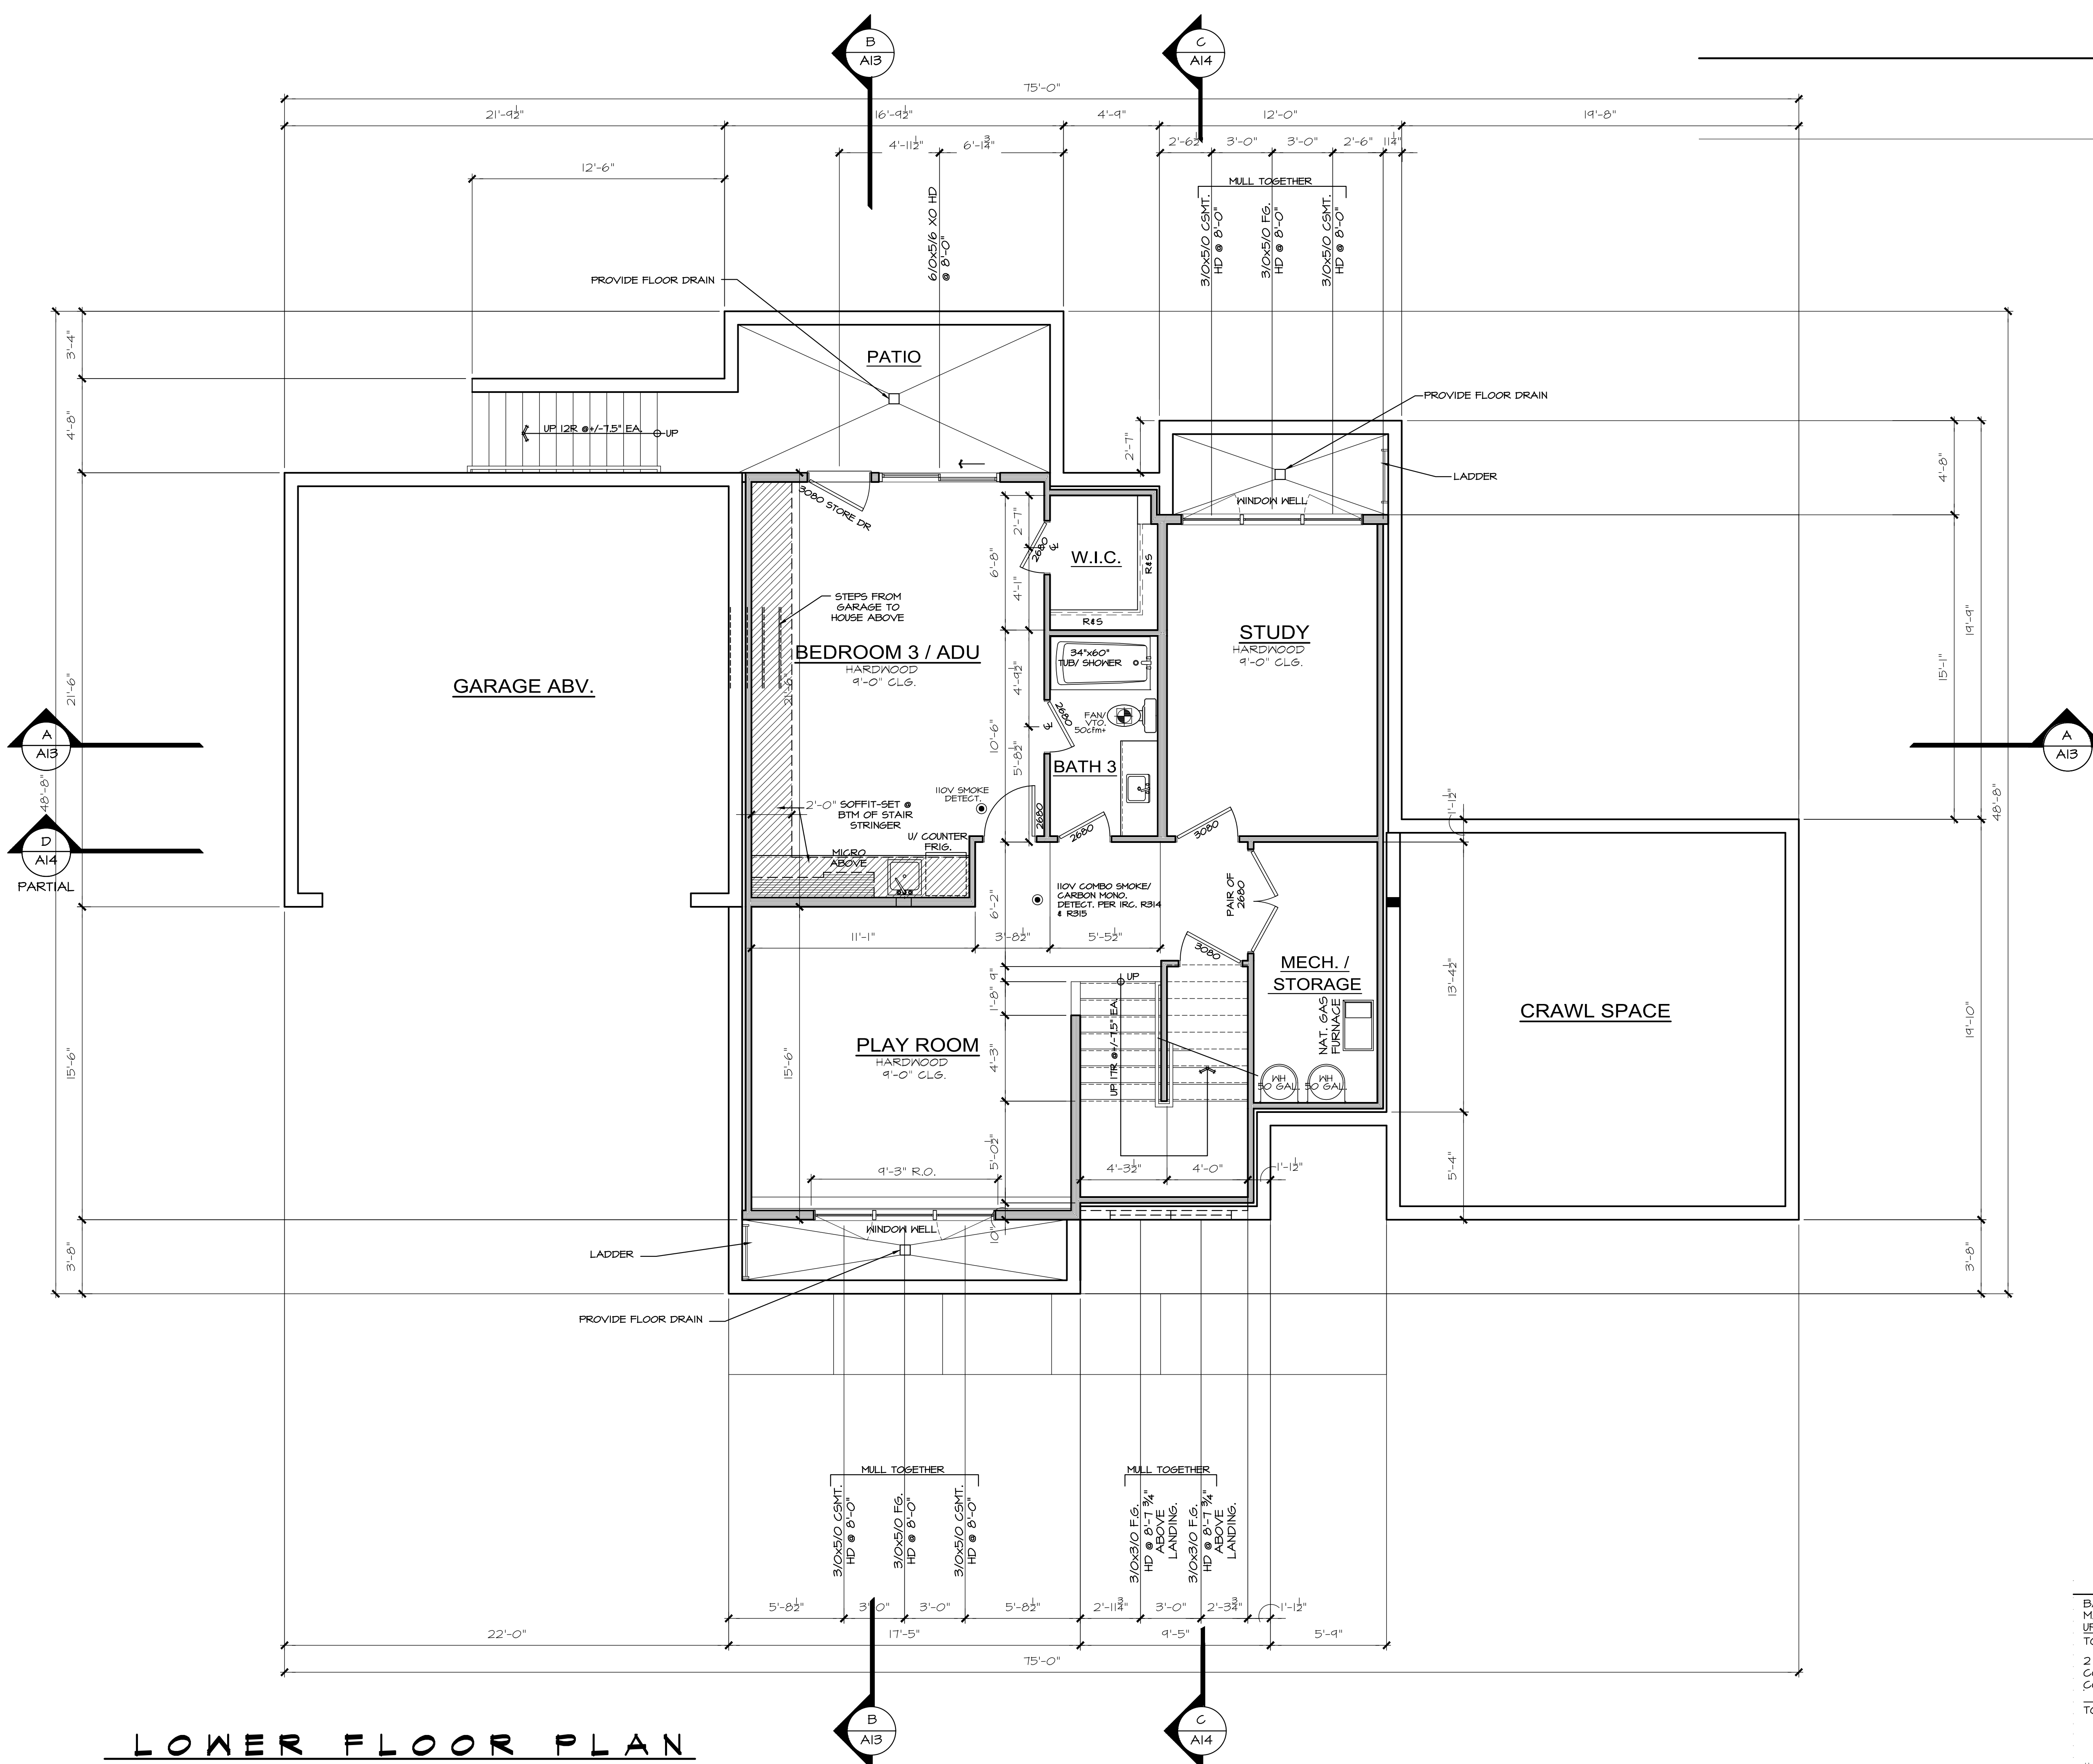 B
A13
C
A14
75'-0"
21'-9½"
16'-9½"
4'-9"
12'-0"
19'-8"
4'-11½"
6'-1¾"
2'-6½"
3'-0"
3'-0"
2'-6"
11¼"
12'-6"
MULL TOGETHER
6/0x5/6 XO HD
@ 8'-0"
3/0x5/0 CSMT.
HD @ 8'-0"
3/0x5/0 FG.
HD @ 8'-0"
3/0x5/0 CSMT.
HD @ 8'-0"
PROVIDE FLOOR DRAIN
3'-4"
PATIO
PROVIDE FLOOR DRAIN
4'-8"
UP 12R @+/-7.5" EA.
UP
2'-7"
4'-8"
LADDER
3080 STORE DR
WINDOW WELL
2'-7"
2680
W.I.C.
R&S
6'-8"
4'-1"
STEPS FROM
GARAGE TO
HOUSE ABOVE
R&S
19'-9"
STUDY
HARDWOOD
9'-0" CLG.
BEDROOM 3 / ADU
HARDWOOD
9'-0" CLG.
34"x60"
TUB/ SHOWER
15'-1"
GARAGE ABV.
21'-6"
21'-6"
4'-9½"
2680
FAN/
VTO.
50cfm+
A
A13
10'-6"
5'-8½"
BATH 3
A
A13
48'-8"
110V SMOKE
DETECT.
2'-0" SOFFIT-SET @
BTM OF STAIR
STRINGER
2680
2680
3080
1'-1½"
48'-8"
U/ COUNTER
FRIG.
MICRO
ABOVE
D
A14
PARTIAL
110V COMBO SMOKE/
CARBON MONO.
DETECT. PER IRC. R314
& R315
PAIR OF
2680
6'-2"
11'-1"
3'-8½"
5'-5½"
3080
MECH. /
STORAGE
13'-4½"
9"
UP
1'-8"
NAT. GAS
FURNACE
CRAWL SPACE
19'-10"
PLAY ROOM
HARDWOOD
9'-0" CLG.
15'-6"
15'-6"
4'-3"
UP 17R @+/-7.5" EA.
WH
50 GAL.
WH
50 GAL.
5'-0½"
9'-3" R.O.
4'-3½"
4'-0"
1'-1½"
5'-4"
WINDOW WELL
10"
LADDER
3'-8"
3'-8"
PROVIDE FLOOR DRAIN
MULL TOGETHER
MULL TOGETHER
3/0x5/0 CSMT.
HD @ 8'-0"
3/0x5/0 FG.
HD @ 8'-0"
3/0x5/0 CSMT.
HD @ 8'-0"
3/0x3/0 F.G.
HD @ 8'-7 3/4"
ABOVE
LANDING.
3/0x3/0 F.G.
HD @ 8'-7 3/4"
ABOVE
LANDING.
5'-8½"
3'-0"
3'-0"
5'-8½"
2'-11¾"
3'-0"
2'-3¾"
1'-1½"
22'-0"
17'-5"
9'-5"
5'-9"
75'-0"
B
A13
C
A14
LOWER FLOOR PLAN